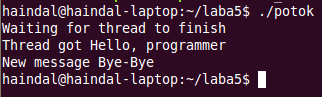 haindal@haindal-laptop:~/laba5$ ./potok
Waiting for thread to finish
Thread got Hello, programmer
New message Bye-Bye
haindal@haindal-laptop:~/laba5$